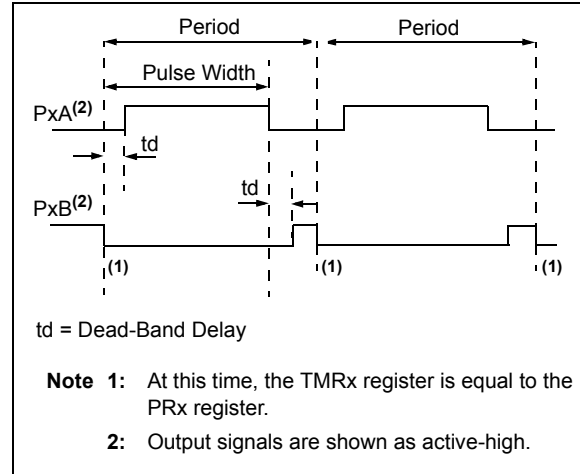 Period Period
Pulse Width
PxA(2)
td
td
PxB(2)
(1) (1) (1)
td = Dead-Band Delay
Note 1: At this time, the TMRx register is equal to the
PRx register.
2: Output signals are shown as active-high.